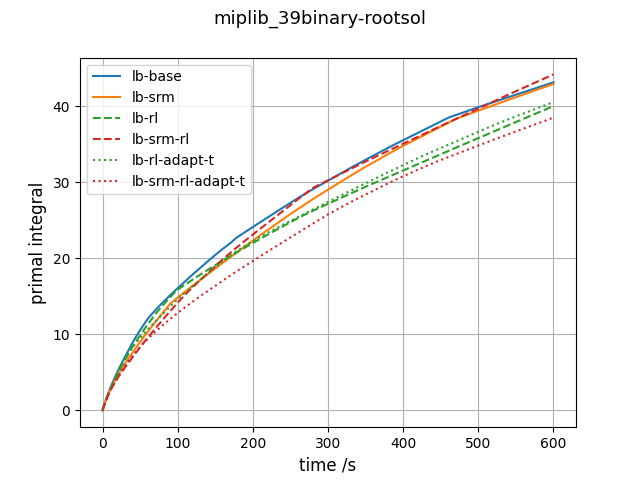 miplib_39binary-rootsol
lb-base
lb-srm
lb-rl
lb-srm-rl
lb-rl-adapt-t
lb-srm-rl-adapt-t
primal integral
40
30
20
10
0
0 100 200 300 400 500 600
time /s